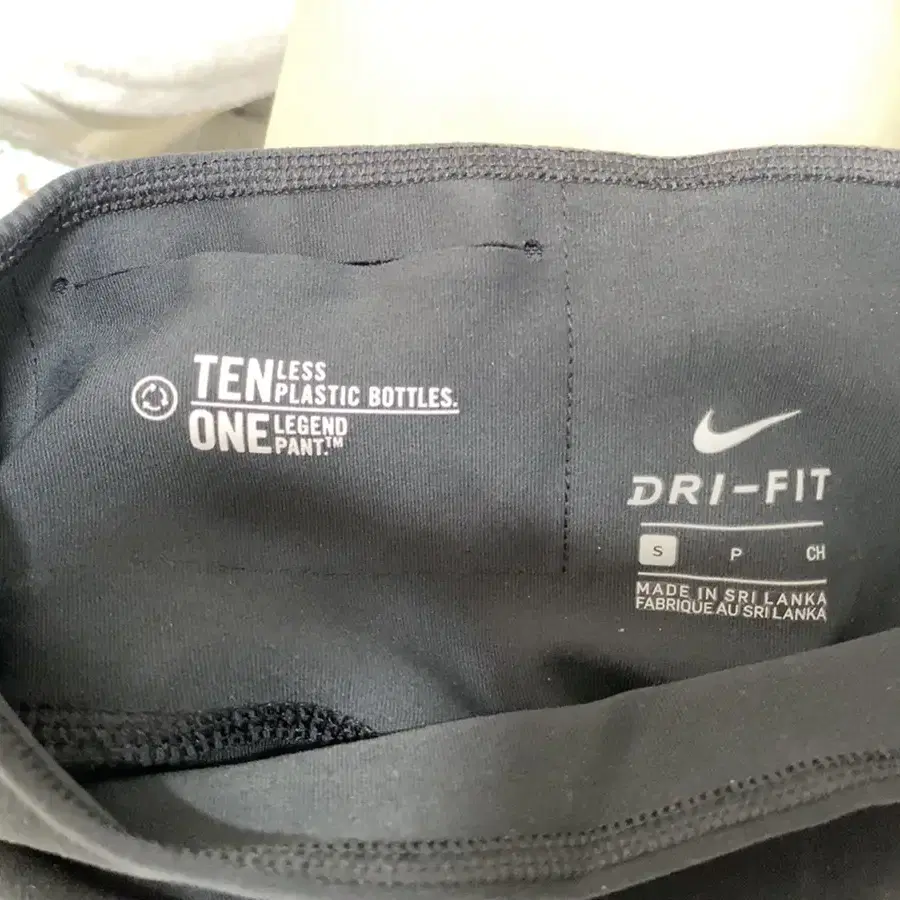 TEN LESS
PLASTIC BOTTLES.
ONE LEGEND
PANT.™
DRI-FIT
S P CH
MADE IN SRI LANKA
FABRIQUE AU SRI LANKA